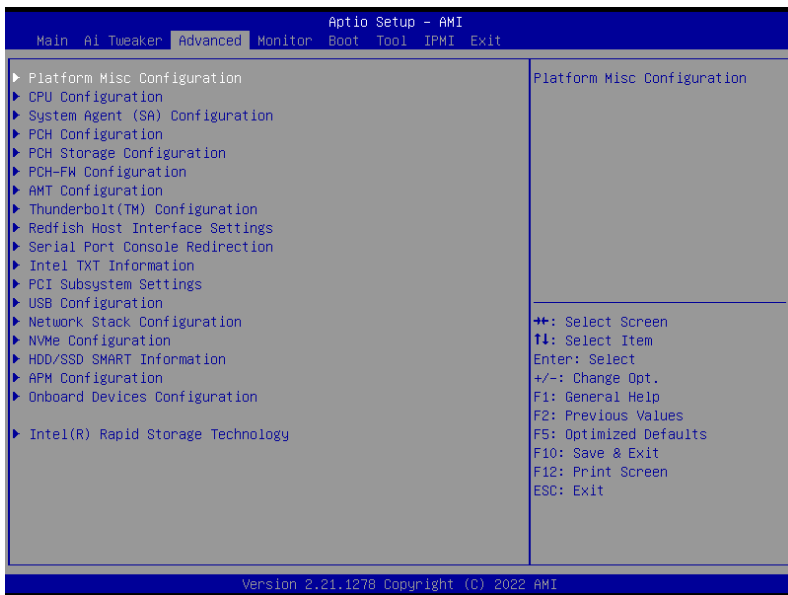 Aptio Setup - AMI
Main Ai Tweaker Advanced Monitor Boot Tool IPMI Exit
Platform Misc Configuration
CPU Configuration
System Agent (SA) Configuration
PCH Configuration
PCH Storage Configuration
PCH-FW Configuration
AMT Configuration
Thunderbolt(TM) Configuration
Redfish Host Interface Settings
Serial Port Console Redirection
Intel TXT Information
PCI Subsystem Settings
USB Configuration
Network Stack Configuration
NVMe Configuration
HDD/SSD SMART Information
APM Configuration
Onboard Devices Configuration
Intel(R) Rapid Storage Technology
Platform Misc Configuration
→←: Select Screen
↑↓: Select Item
Enter: Select
+/-: Change Opt.
F1: General Help
F2: Previous Values
F5: Optimized Defaults
F10: Save & Exit
F12: Print Screen
ESC: Exit
Version 2.21.1278 Copyright (C) 2022 AMI